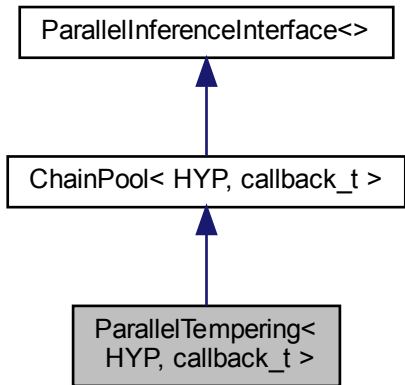 ParallelInferenceInterface<>
ChainPool< HYP, callback_t >
ParallelTempering<
HYP, callback_t >